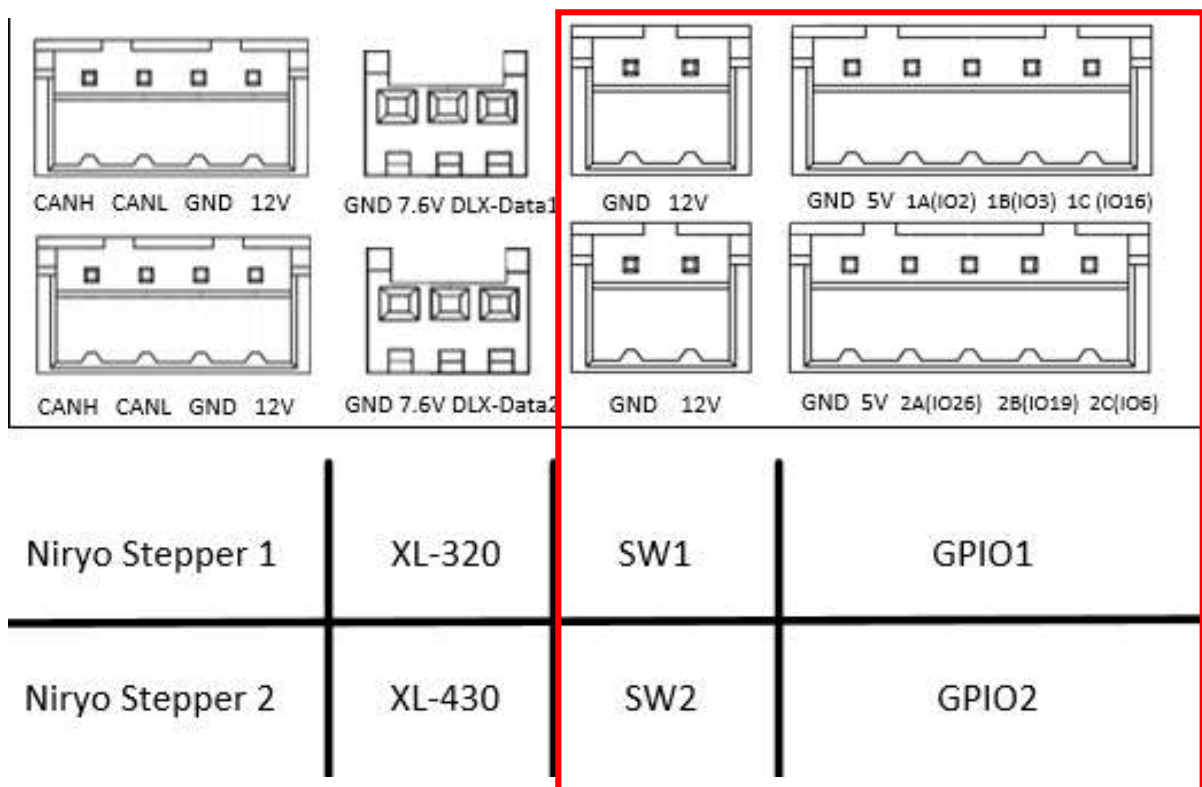 CANH CANL GND 12V GND 7.6V DLX-Data1 GND 12V GND 5V 1A(IO2) 1B(IO3) 1C (IO16)
CANH CANL GND 12V GND 7.6V DLX-Data2 GND 12V GND 5V 2A(IO26) 2B(IO19) 2C(IO6)
Niryo Stepper 1 XL-320 SW1 GPIO1
Niryo Stepper 2 XL-430 SW2 GPIO2